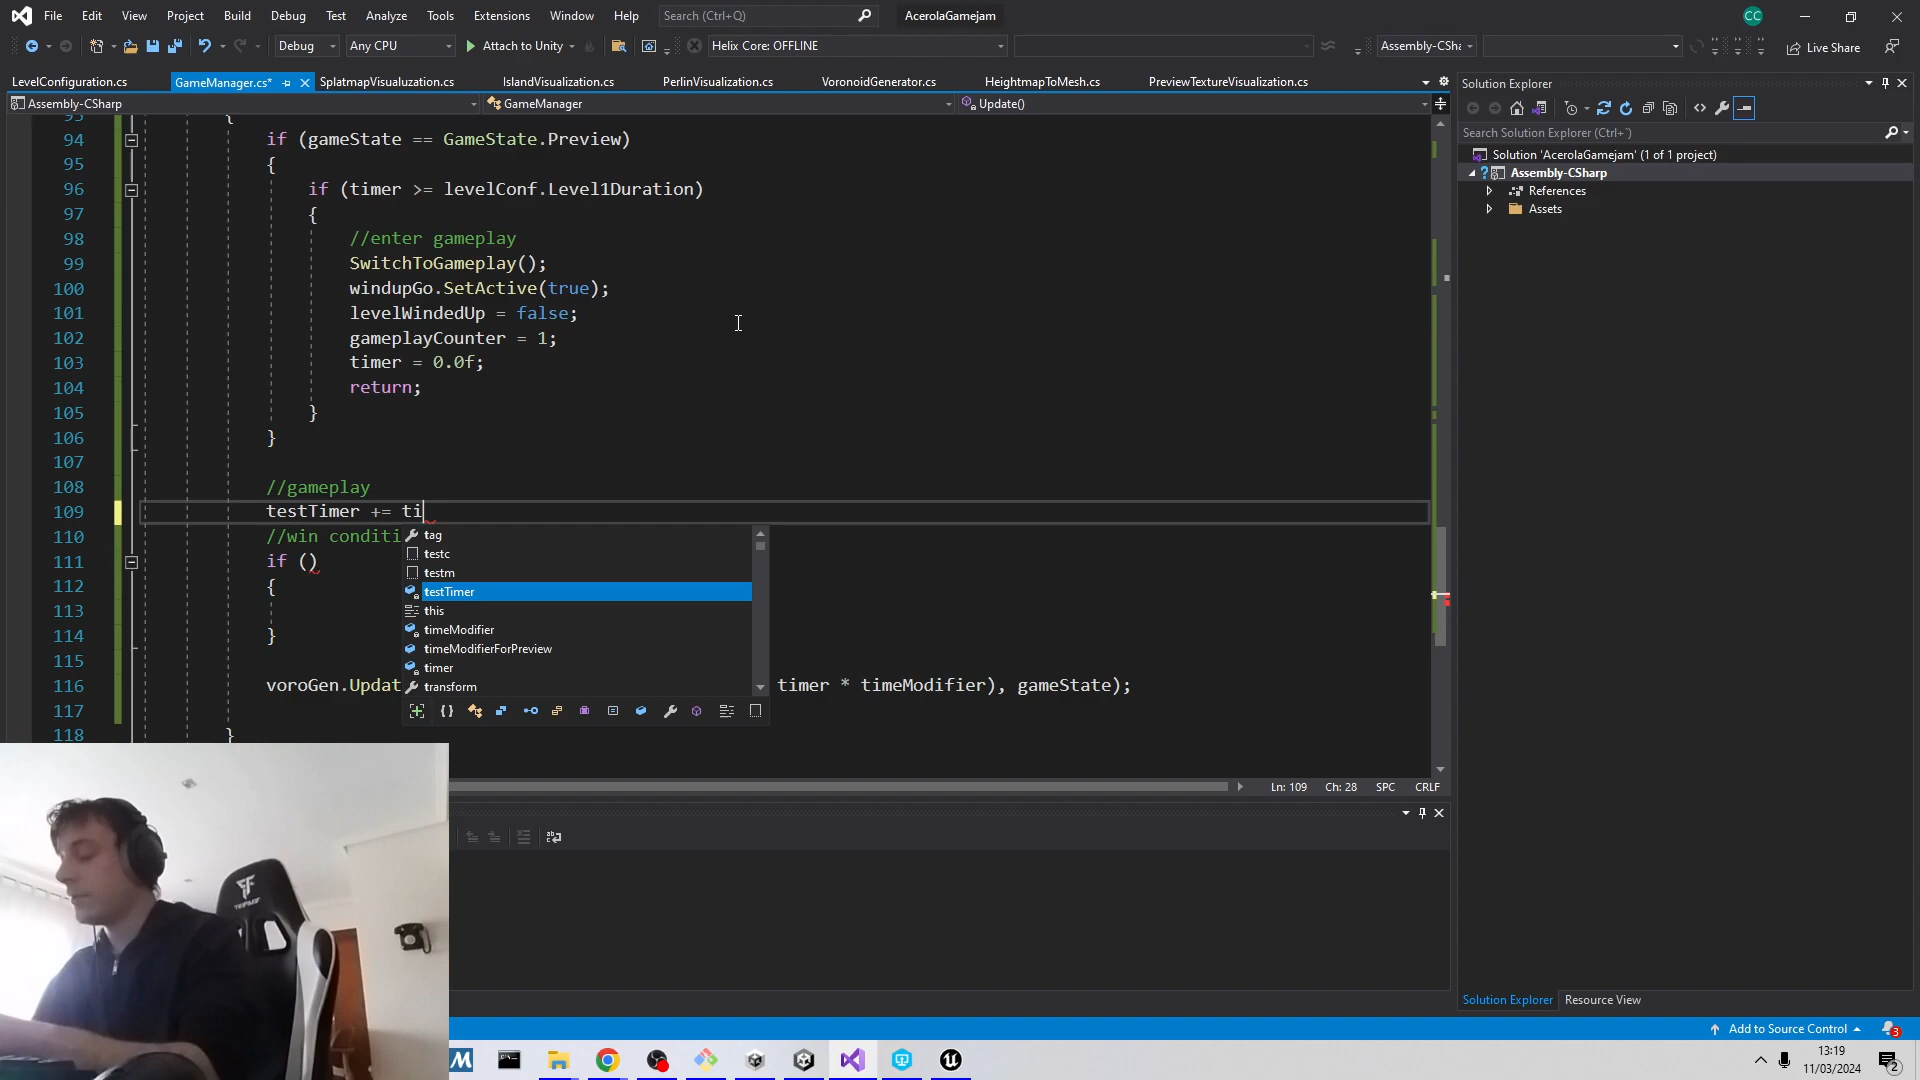 File Edit View Project Build Debug Test Analyze Tools Extensions Window Help Search (Ctrl+Q) AcerolaGamejam CC
Debug Any CPU Attach to Unity Helix Core: OFFLINE Assembly-CSha Live Share
LevelConfiguration.cs GameManager.cs* SplatmapVisualuzation.cs IslandVisualization.cs PerlinVisualization.cs VoronoidGenerator.cs HeightmapToMesh.cs PreviewTextureVisualization.cs
Assembly-CSharp GameManager Update()
93 {
94 if (gameState == GameState.Preview)
95 {
96 if (timer >= levelConf.Level1Duration)
97 {
98 //enter gameplay
99 SwitchToGameplay();
100 windupGo.SetActive(true);
101 levelWindedUp = false;
102 gameplayCounter = 1;
103 timer = 0.0f;
104 return;
105 }
106 }
107
108 //gameplay
109 testTimer += ti
110 //win conditi
111 if ()
112 {
113
114 }
115
116 voroGen.Updat timer * timeModifier), gameState);
117
118 }
tag
testc
testm
testTimer
this
timeModifier
timeModifierForPreview
timer
transform
Ln: 109 Ch: 28 SPC CRLF
Solution Explorer
Search Solution Explorer (Ctrl+¨)
Solution 'AcerolaGamejam' (1 of 1 project)
Assembly-CSharp
References
Assets
Solution Explorer Resource View
Add to Source Control 3
13:19
11/03/2024
2